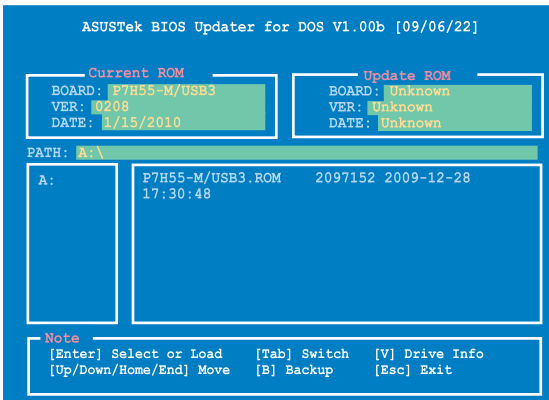 ASUSTek BIOS Updater for DOS V1.00b [09/06/22]
Current ROM
BOARD: P7H55-M/USB3
VER: 0208
DATE: 1/15/2010
Update ROM
BOARD: Unknown
VER: Unknown
DATE: Unknown
PATH: A:\
A:
P7H55-M/USB3.ROM 2097152 2009-12-28
17:30:48
Note
[Enter] Select or Load [Tab] Switch [V] Drive Info
[Up/Down/Home/End] Move [B] Backup [Esc] Exit